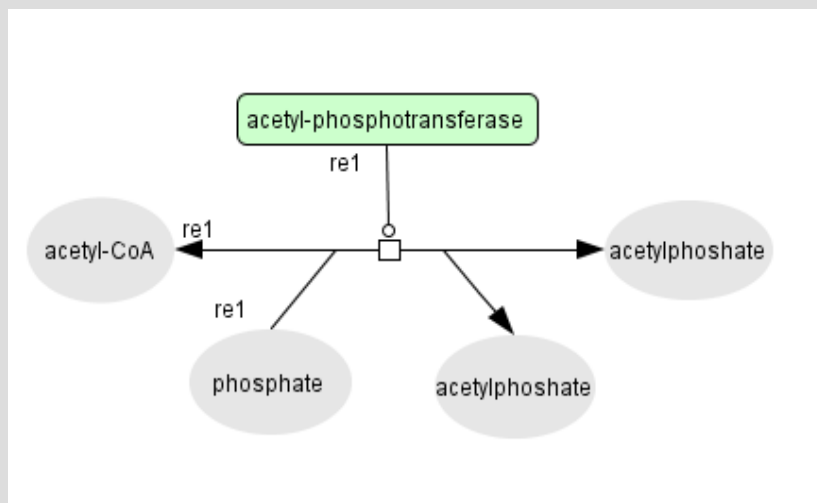 acetyl-phosphotransferase
re1
re1
acetyl-CoA
acetylphoshate
re1
phosphate
acetylphoshate